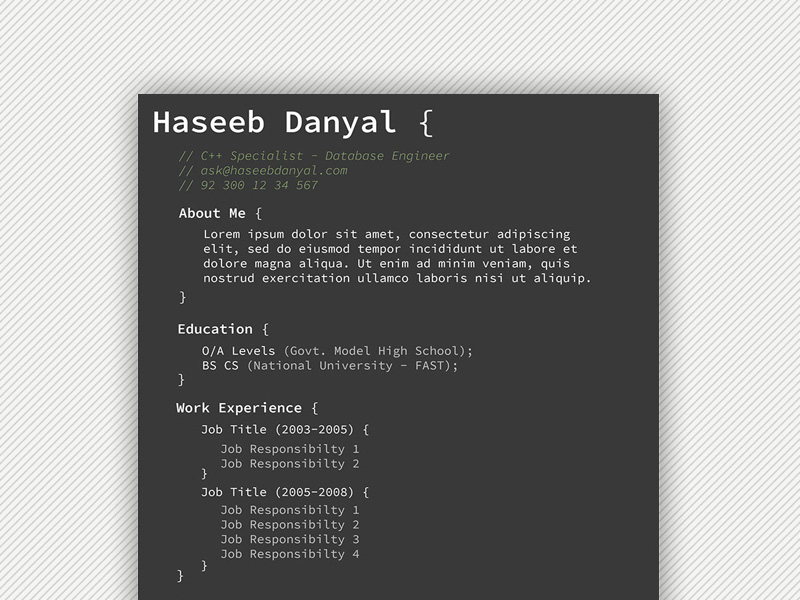 Haseeb Danyal {
// C++ Specialist - Database Engineer
// ask@haseebdanyal.com
// 92 300 12 34 567
About Me {
Lorem ipsum dolor sit amet, consectetur adipiscing
elit, sed do eiusmod tempor incididunt ut labore et
dolore magna aliqua. Ut enim ad minim veniam, quis
nostrud exercitation ullamco laboris nisi ut aliquip.
}
Education {
O/A Levels (Govt. Model High School);
BS CS (National University - FAST);
}
Work Experience {
Job Title (2003-2005) {
Job Responsibilty 1
Job Responsibilty 2
}
Job Title (2005-2008) {
Job Responsibilty 1
Job Responsibilty 2
Job Responsibilty 3
Job Responsibilty 4
}
}